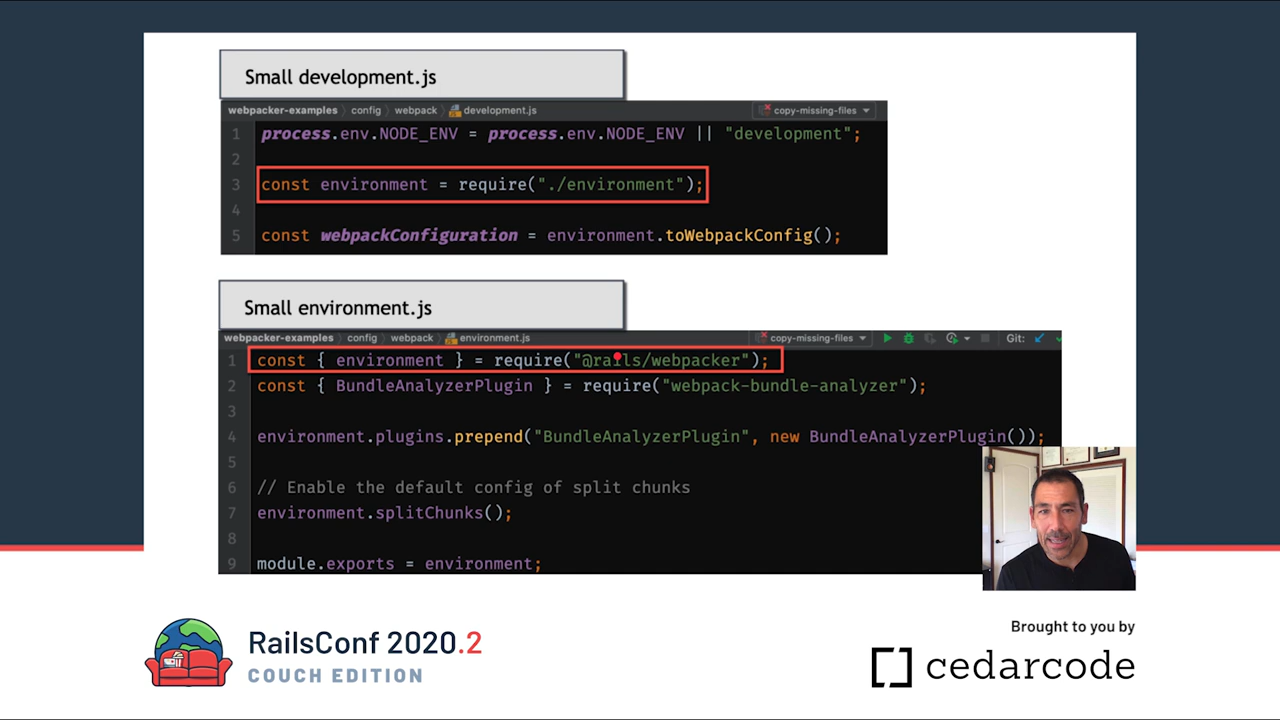 Small development.js
webpacker-examples 〉 config 〉 webpack 〉 development.js copy-missing-files
1 process.env.NODE_ENV = process.env.NODE_ENV || "development";
2
3 const environment = require("./environment");
4
5 const webpackConfiguration = environment.toWebpackConfig();
Small environment.js
webpacker-examples 〉 config 〉 webpack 〉 environment.js copy-missing-files Git:
1 const { environment } = require("@rails/webpacker");
2 const { BundleAnalyzerPlugin } = require("webpack-bundle-analyzer");
3
4 environment.plugins.prepend("BundleAnalyzerPlugin", new BundleAnalyzerPlugin());
5
6 // Enable the default config of split chunks
7 environment.splitChunks();
8
9 module.exports = environment;
RailsConf 2020.2
COUCH EDITION
Brought to you by
cedarcode